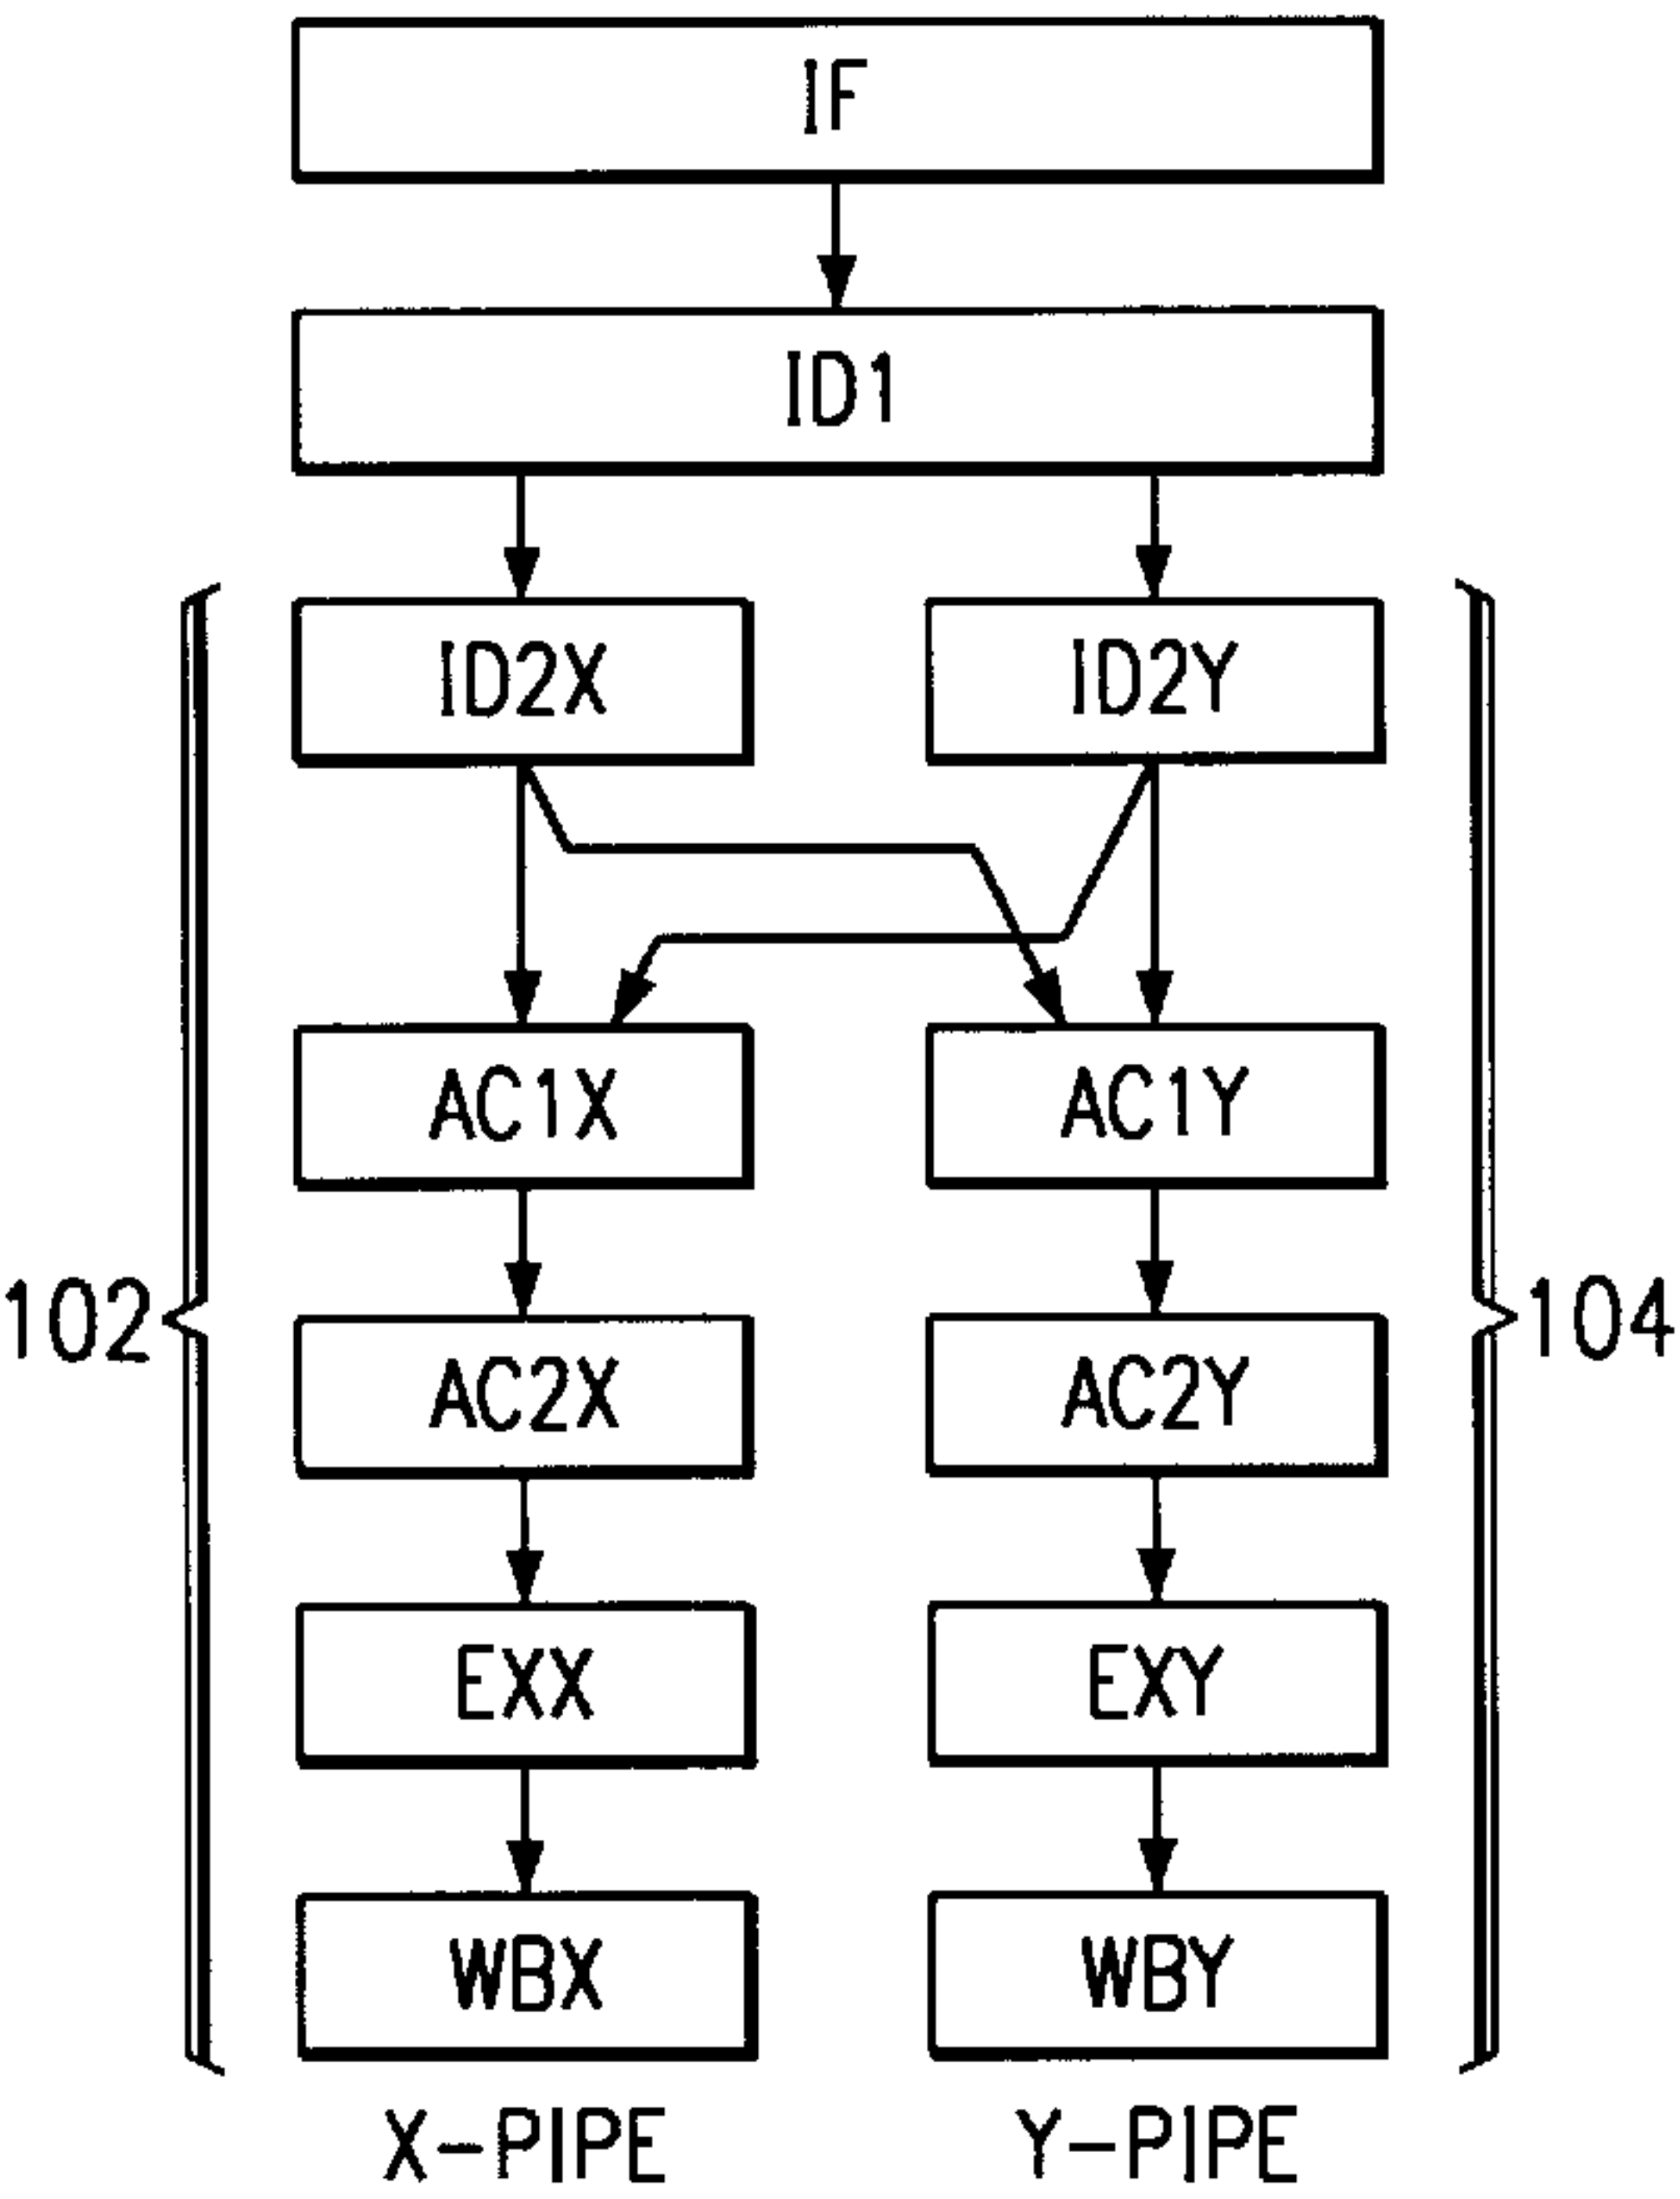 IF
ID1
ID2X
ID2Y
AC1X
AC1Y
102
104
AC2X
AC2Y
EXX
EXY
WBX
WBY
X-PIPE
Y-PIPE